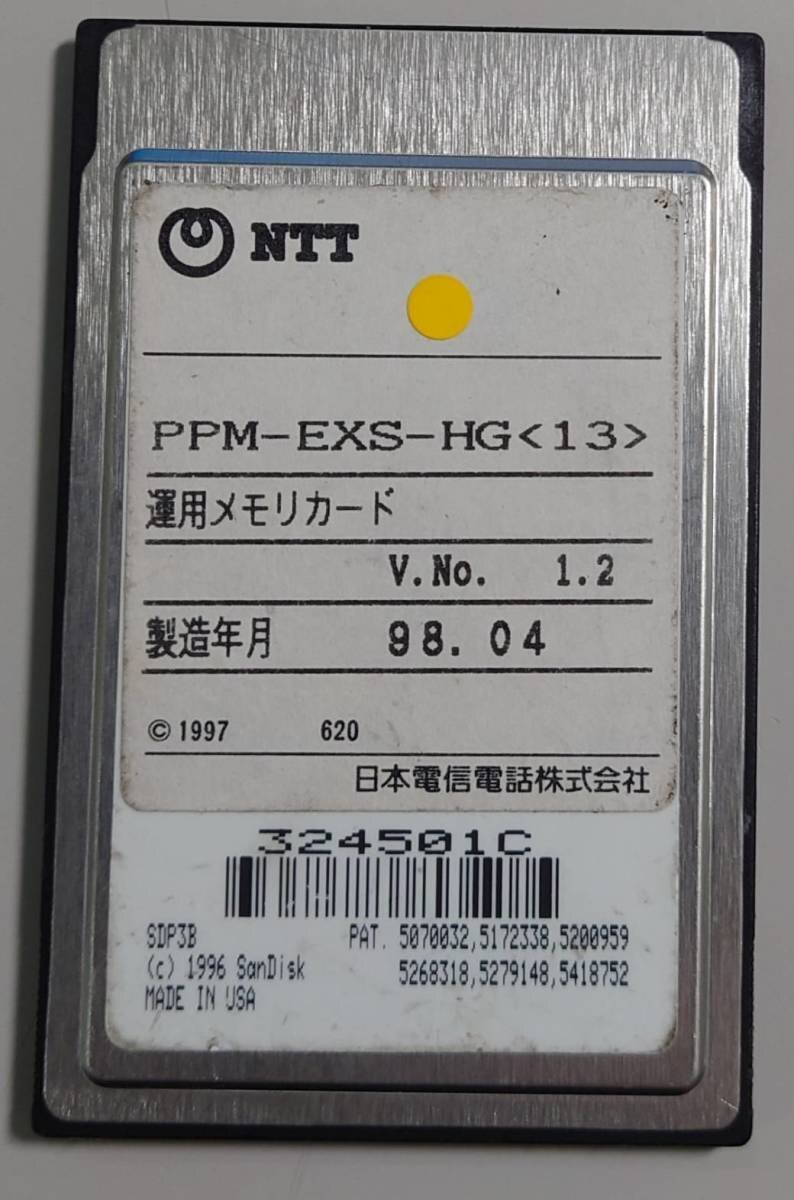 NTT
PPM-EXS-HG<13>
運用メモリカード
V.No. 1.2
製造年月 98.04
© 1997 620
日本電信電話株式会社
324501C
SDP3B PAT. 5070032,5172338,5200959
(c) 1996 SanDisk 5268318,5279148,5418752
MADE IN USA